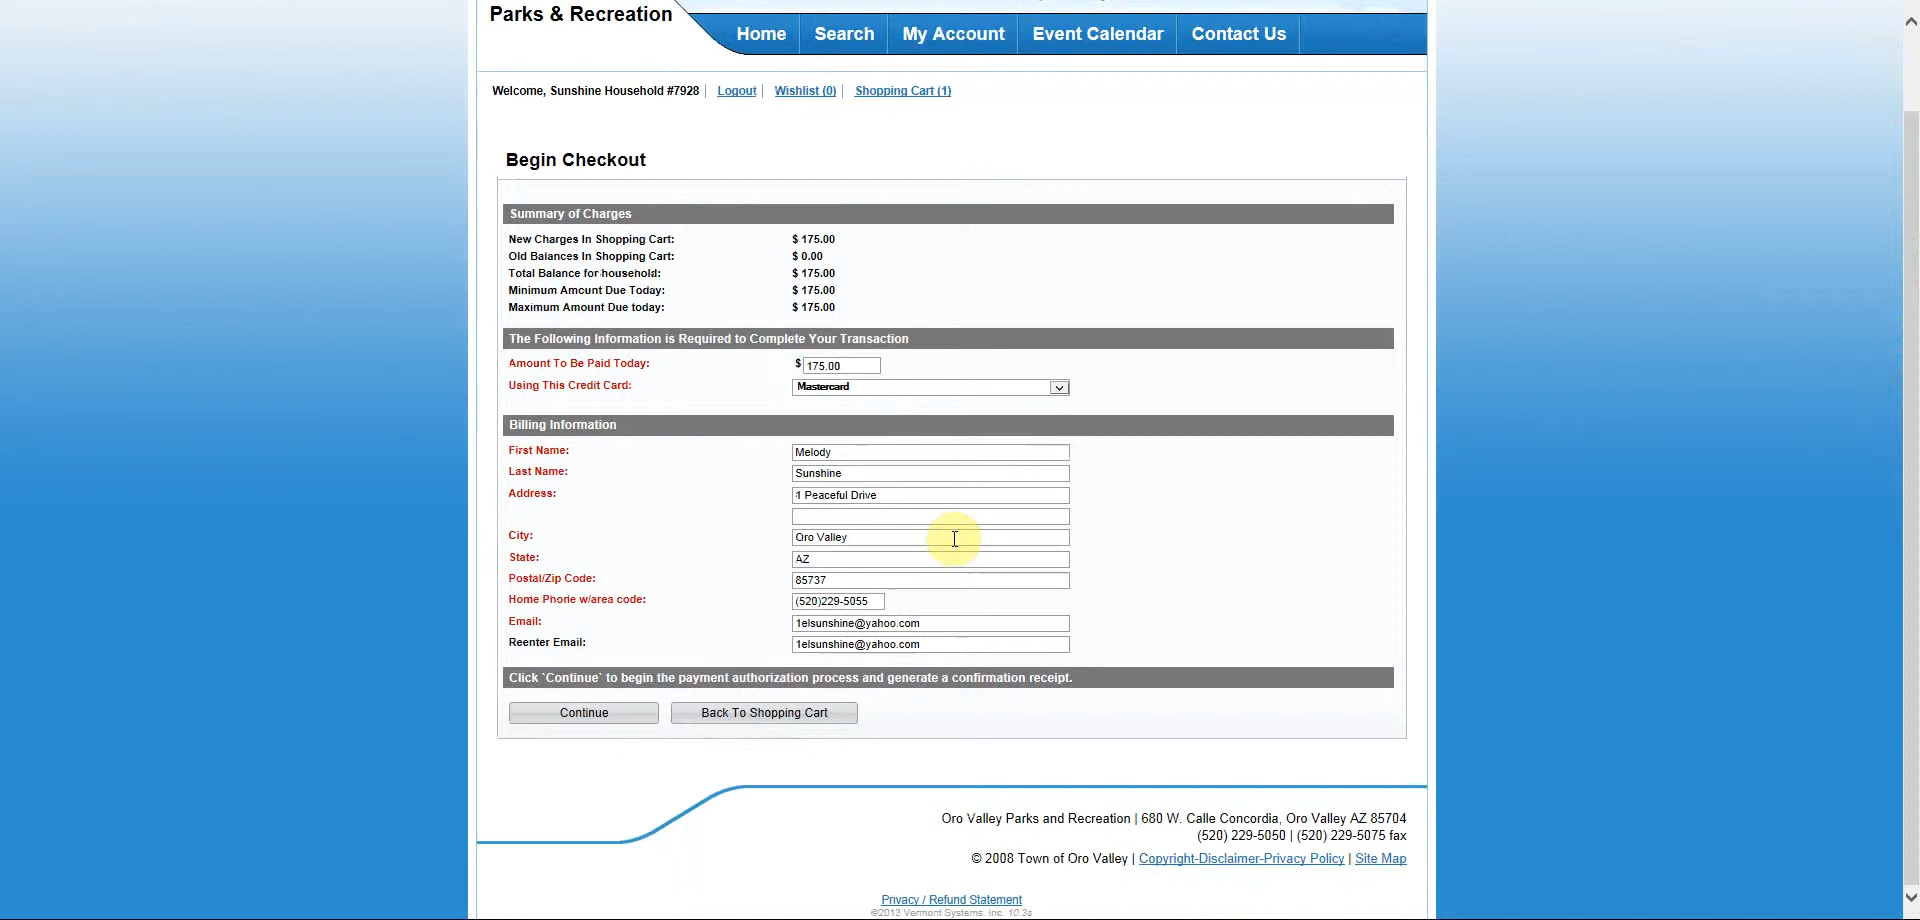 Parks & Recreation
Home Search My Account Event Calendar Contact Us
Welcome, Sunshine Household #7928 Logout Wishlist (0) Shopping Cart (1)
Begin Checkout
Summary of Charges
New Charges In Shopping Cart: $ 175.00
Old Balances In Shopping Cart: $ 0.00
Total Balance for household: $ 175.00
Minimum Amount Due Today: $ 175.00
Maximum Amount Due today: $ 175.00
The Following Information is Required to Complete Your Transaction
Amount To Be Paid Today: $ 175.00
Using This Credit Card: Mastercard
Billing Information
First Name: Melody
Last Name: Sunshine
Address: 1 Peaceful Drive
City: Oro Valley
State: AZ
Postal/Zip Code: 85737
Home Phone w/area code: (520)229-5055
Email: 1elsunshine@yahoo.com
Reenter Email: 1elsunshine@yahoo.com
Click `Continue` to begin the payment authorization process and generate a confirmation receipt.
Continue Back To Shopping Cart
Oro Valley Parks and Recreation | 680 W. Calle Concordia, Oro Valley AZ 85704
(520) 229-5050 | (520) 229-5075 fax
© 2008 Town of Oro Valley | Copyright-Disclaimer-Privacy Policy | Site Map
Privacy / Refund Statement
©2013 Vermont Systems, Inc. 10.3s